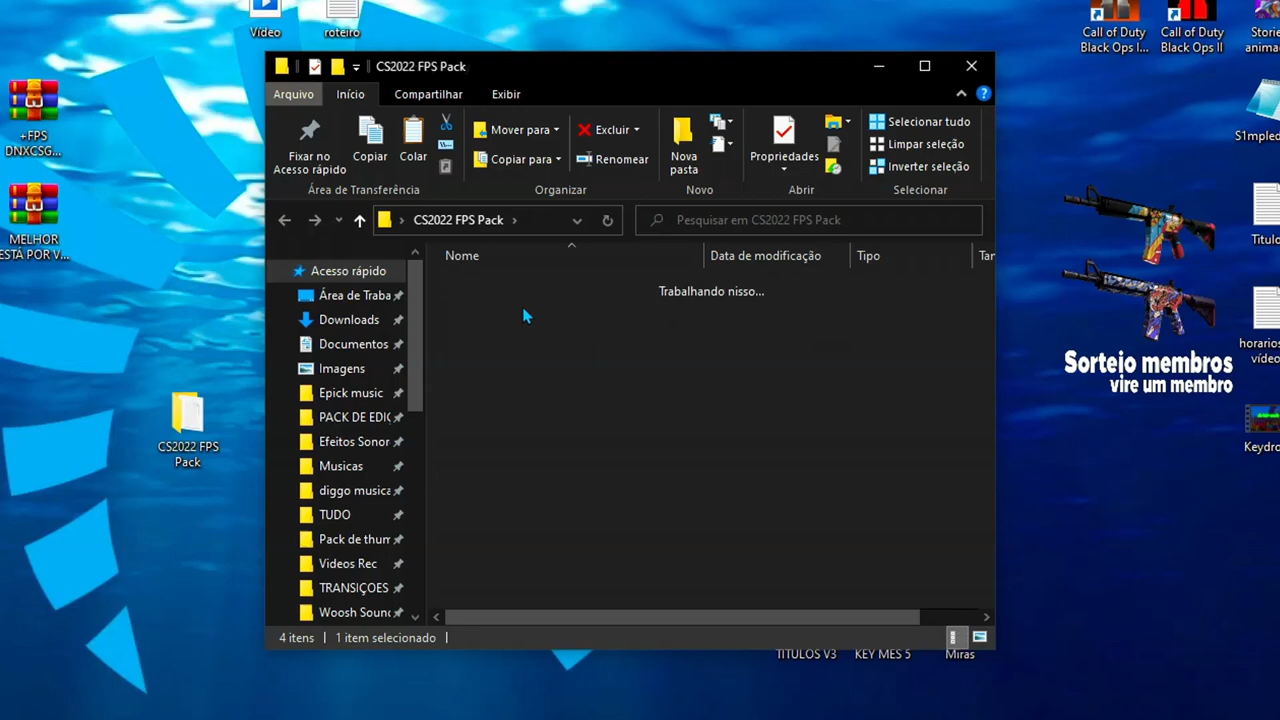 Vídeo
roteiro
Call of Duty
Black Ops I...
Call of Duty
Black Ops II
Storie
anima
+FPS
DNXCSG...
MELHOR
ESTÁ POR V...
CS2022 FPS
Pack
CS2022 FPS Pack
Arquivo
Início
Compartilhar
Exibir
Fixar no
Acesso rápido
Copiar
Colar
Área de Transferência
Mover para
Copiar para
Excluir
Renomear
Organizar
Nova
pasta
Novo
Propriedades
Abrir
Selecionar tudo
Limpar seleção
Inverter seleção
Selecionar
CS2022 FPS Pack
Pesquisar em CS2022 FPS Pack
Nome
Data de modificação
Tipo
Tar
Trabalhando nisso...
Acesso rápido
Área de Traba
Downloads
Documentos
Imagens
Epick music
PACK DE EDIÇ
Efeitos Sonor
Musicas
diggo musica
TUDO
Pack de thum
Videos Rec
TRANSIÇOES
Woosh Sound
4 itens
1 item selecionado
S1mple
Titulo
horarios
vídeo
Keydro
Sorteio membros
vire um membro
TITULOS V3
KEY MES 5
Miras